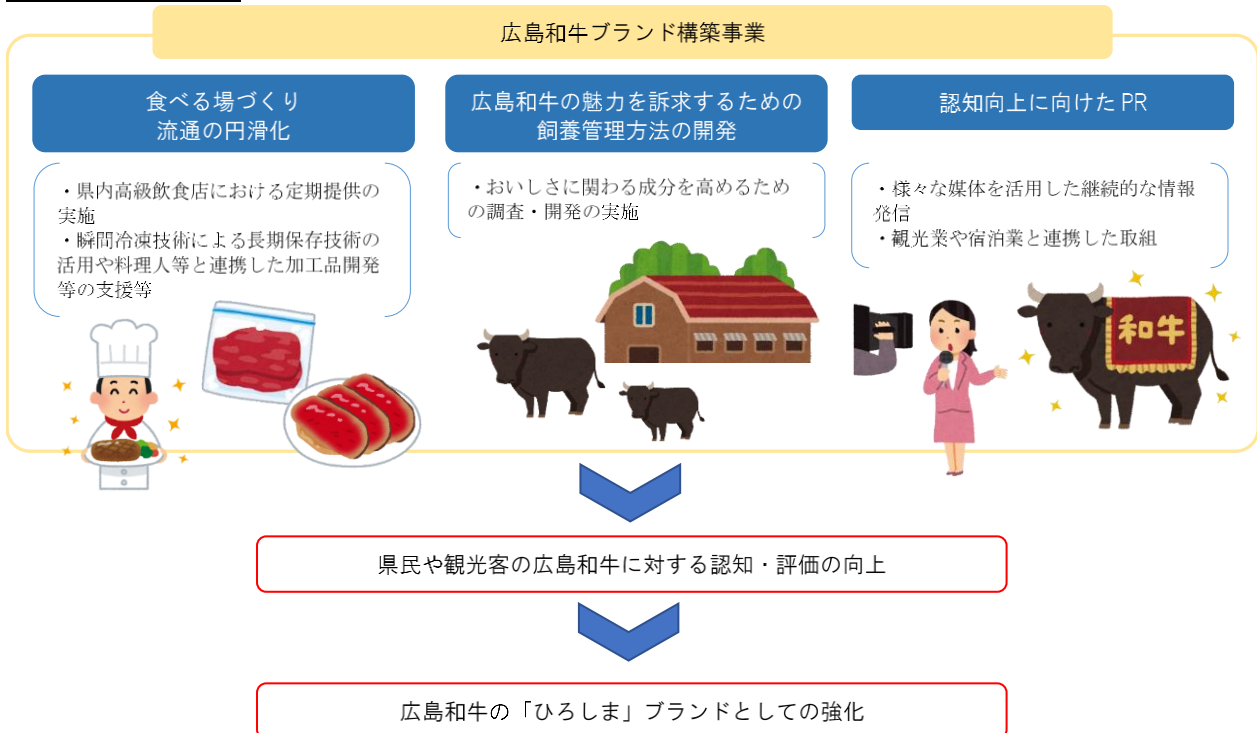 広島和牛ブランド構築事業
食べる場づくり
流通の円滑化
・県内高級飲食店における定期提供の
実施
・瞬間冷凍技術による長期保存技術の
活用や料理人等と連携した加工品開発
等の支援等
広島和牛の魅力を訴求するための
飼養管理方法の開発
・おいしさに関わる成分を高めるため
の調査・開発の実施
認知向上に向けた PR
・様々な媒体を活用した継続的な情報
発信
・観光業や宿泊業と連携した取組
和牛
県民や観光客の広島和牛に対する認知・評価の向上
広島和牛の「ひろしま」ブランドとしての強化